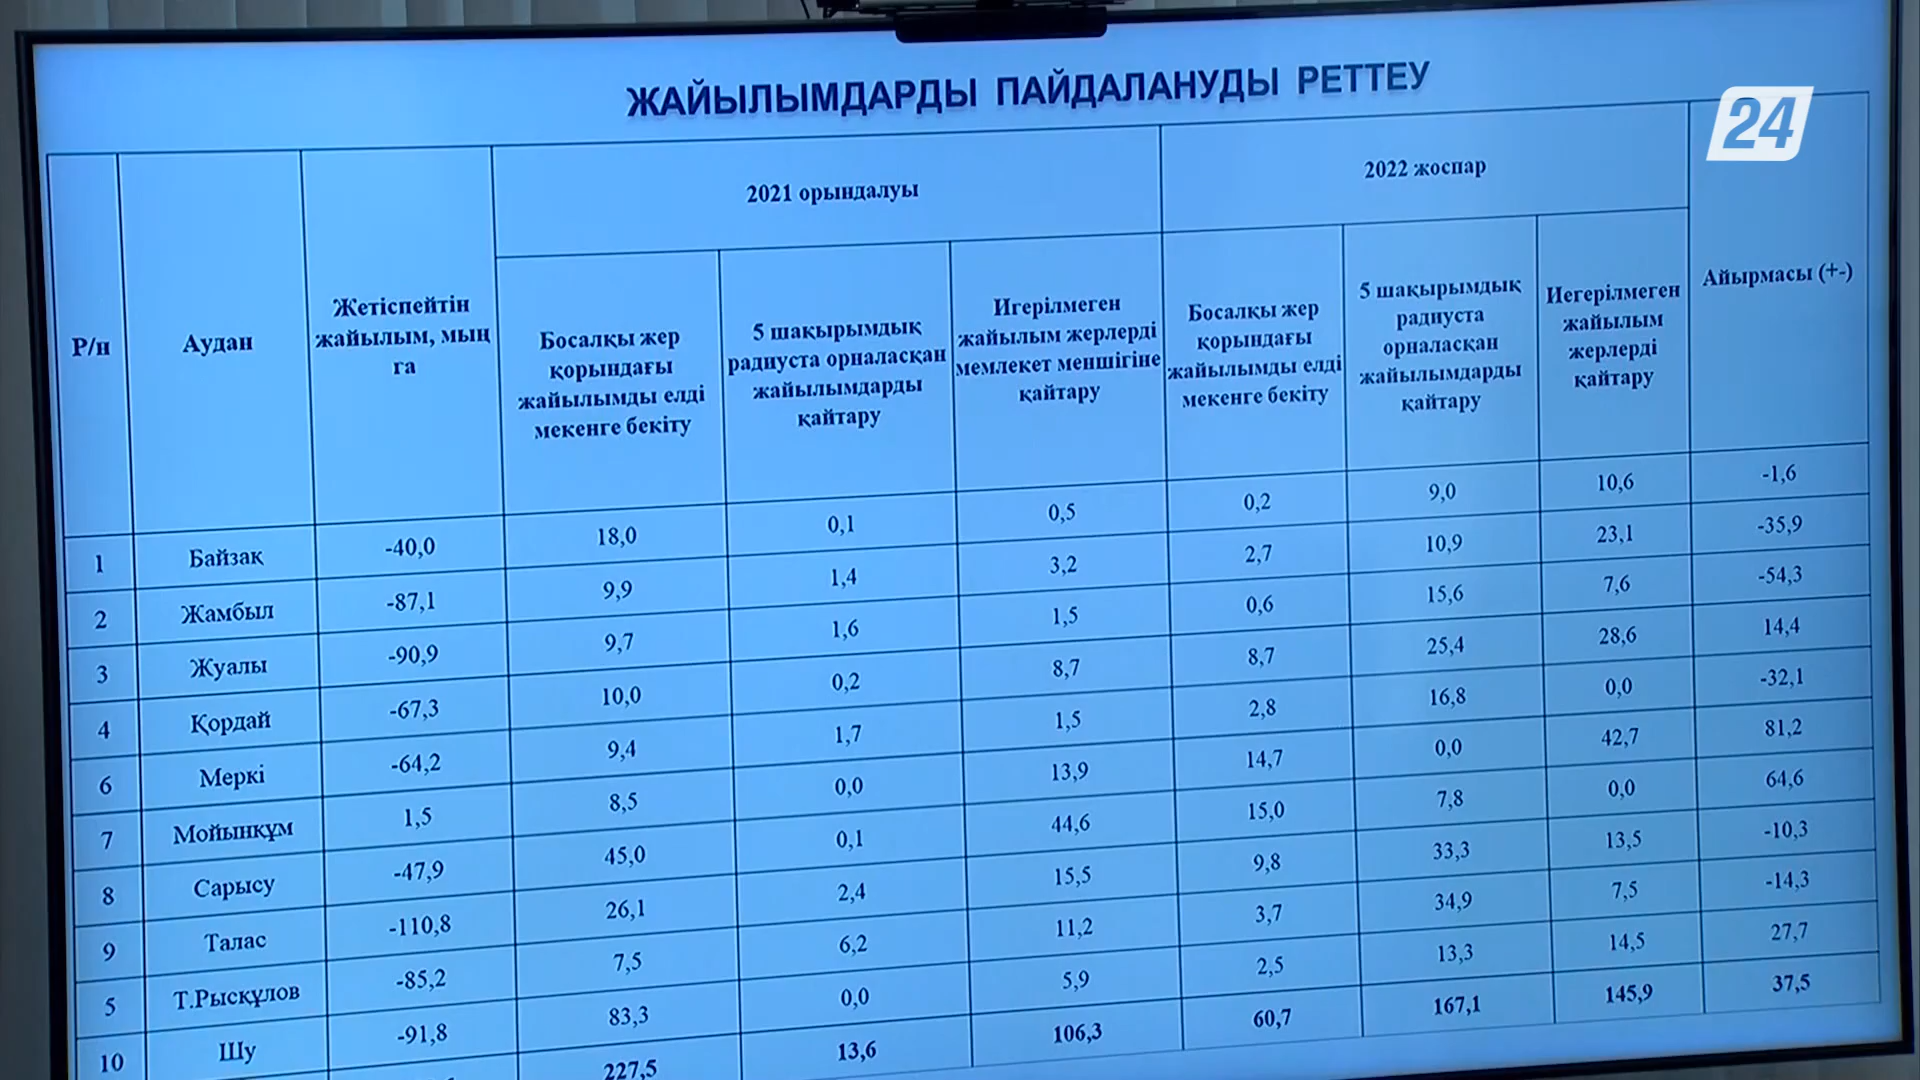 ЖАЙЫЛЫМДАРДЫ ПАЙДАЛАНУДЫ РЕТТЕУ
24
Р/н
Аудан
Жетіспейтін
жайылым, мың
га
2021 орындалуы
2022 жоспар
Айырмасы (+-)
Босалқы жер
қорындағы
жайылымды елді
мекенге бекіту
5 шақырымдық
радиуста орналасқан
жайылымдарды
қайтару
Игерілмеген
жайылым жерлерді
мемлекет меншігіне
қайтару
Босалқы жер
қорындағы
жайылымды елді
мекенге бекіту
5 шақырымдық
радиуста
орналасқан
жайылымдарды
қайтару
Иегерілмеген
жайылым
жерлерді
қайтару
1 Байзақ -40,0 18,0 0,1 0,5 0,2 9,0 10,6 -1,6
2 Жамбыл -87,1 9,9 1,4 3,2 2,7 10,9 23,1 -35,9
3 Жуалы -90,9 9,7 1,6 1,5 0,6 15,6 7,6 -54,3
4 Қордай -67,3 10,0 0,2 8,7 8,7 25,4 28,6 14,4
6 Меркі -64,2 9,4 1,7 1,5 2,8 16,8 0,0 -32,1
7 Мойынқұм 1,5 8,5 0,0 13,9 14,7 0,0 42,7 81,2
8 Сарысу -47,9 45,0 0,1 44,6 15,0 7,8 0,0 64,6
9 Талас -110,8 26,1 2,4 15,5 9,8 33,3 13,5 -10,3
5 Т.Рысқұлов -85,2 7,5 6,2 11,2 3,7 34,9 7,5 -14,3
10 Шу -91,8 83,3 0,0 5,9 2,5 13,3 14,5 27,7
227,5 13,6 106,3 60,7 167,1 145,9 37,5